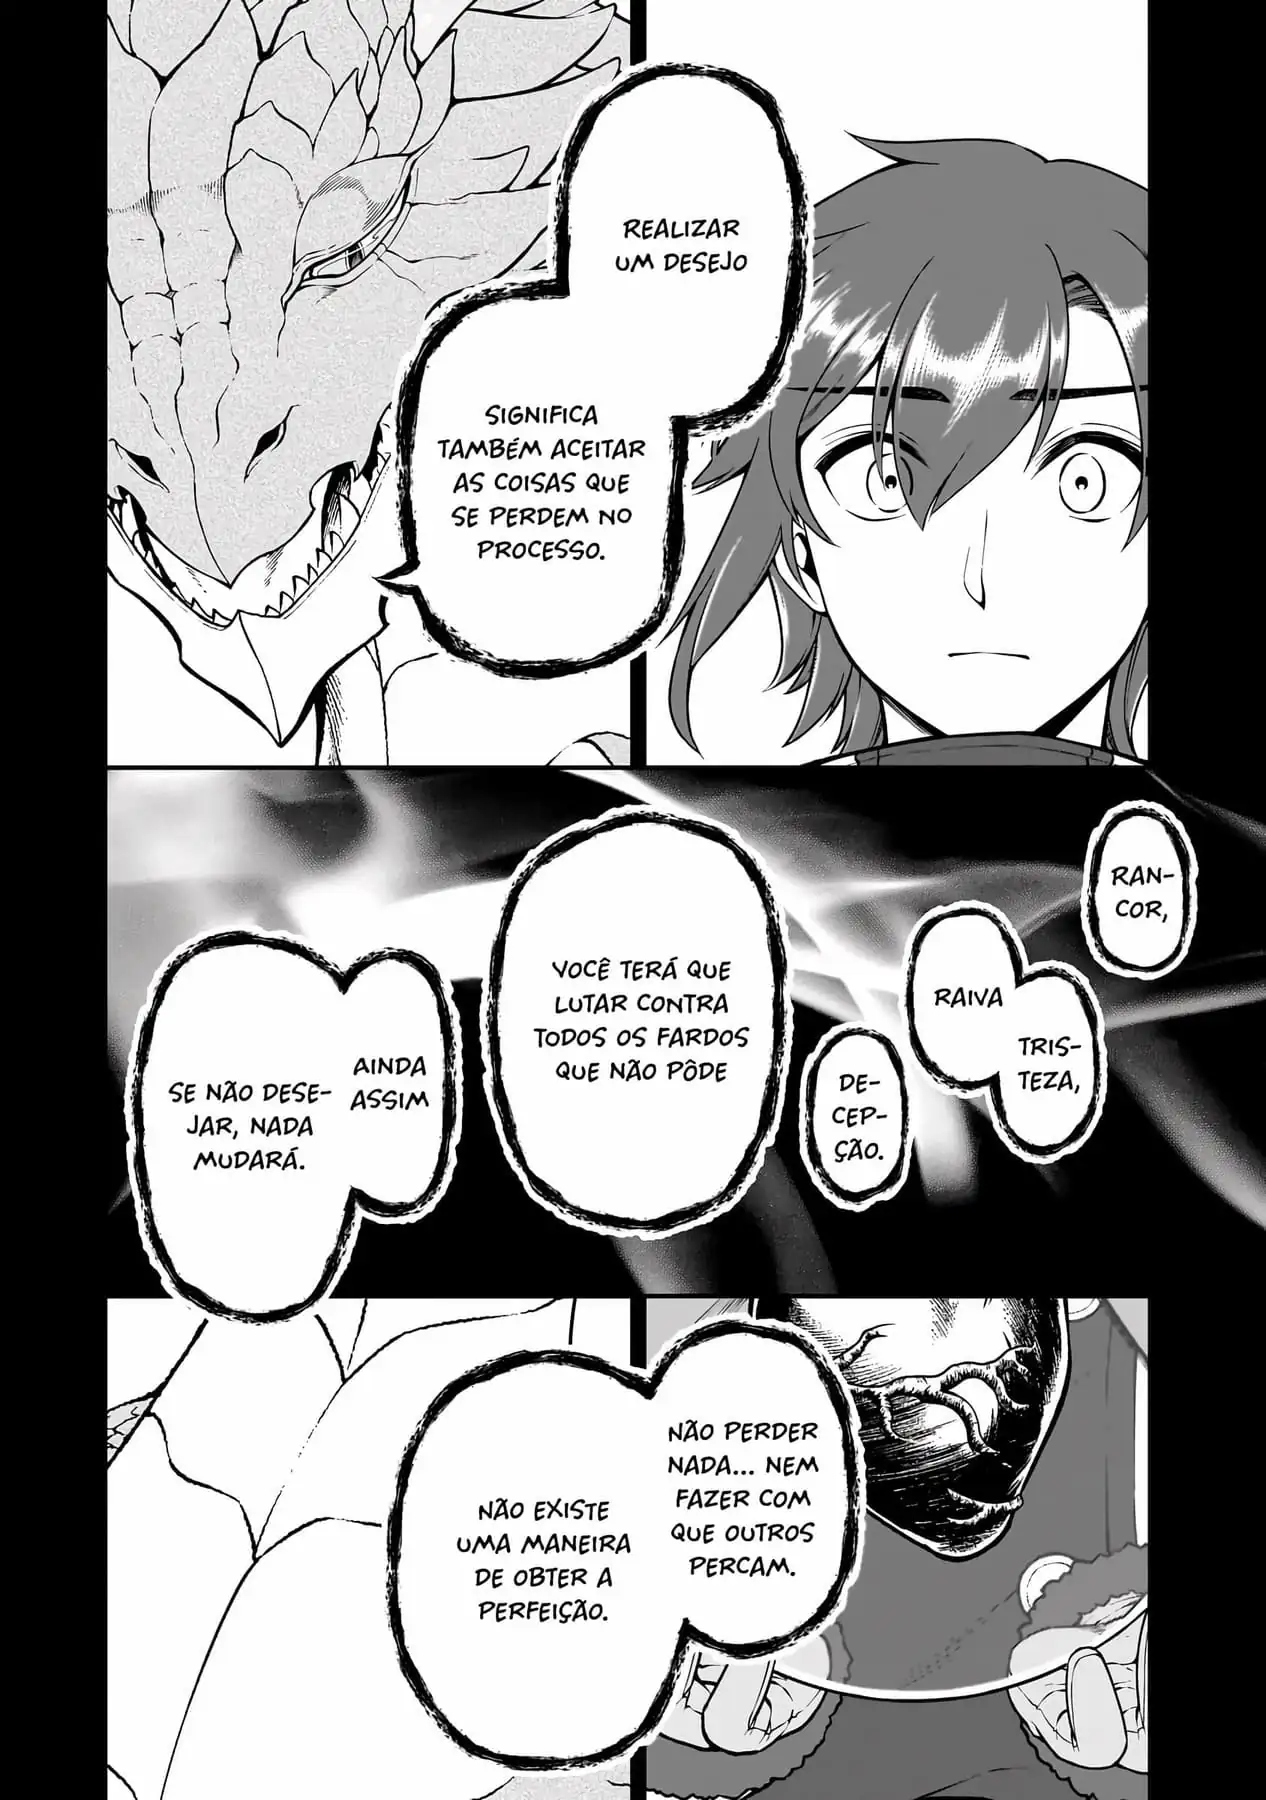 REALIZAR
UM DESEJO
SIGNIFICA
TAMBÉM ACEITAR
AS COISAS QUE
SE PERDEM NO
PROCESSO.
RAN-
COR,
TRIS-
TEZA,
RAIVA
DE-
CEP-
ÇÃO.
VOCÊ TERÁ QUE
LUTAR CONTRA
TODOS OS FARDOS
QUE NÃO PÔDE
AINDA
ASSIM
SE NÃO DESE-
JAR, NADA
MUDARÁ.
NÃO PERDER
NADA... NEM
FAZER COM
QUE OUTROS
PERCAM.
NÃO EXISTE
UMA MANEIRA
DE OBTER A
PERFEIÇÃO.